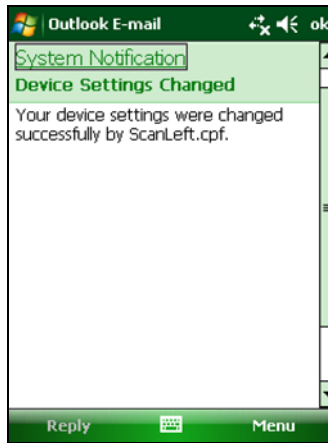 Outlook E-mail ok
System Notification
Device Settings Changed
Your device settings were changed
successfully by ScanLeft.cpf.
Reply Menu